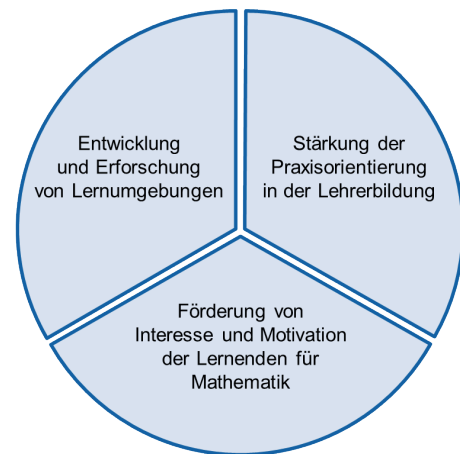 Entwicklung
und Erforschung
von Lernumgebungen
Stärkung der
Praxisorientierung
in der Lehrerbildung
Förderung von
Interesse und Motivation
der Lernenden für
Mathematik